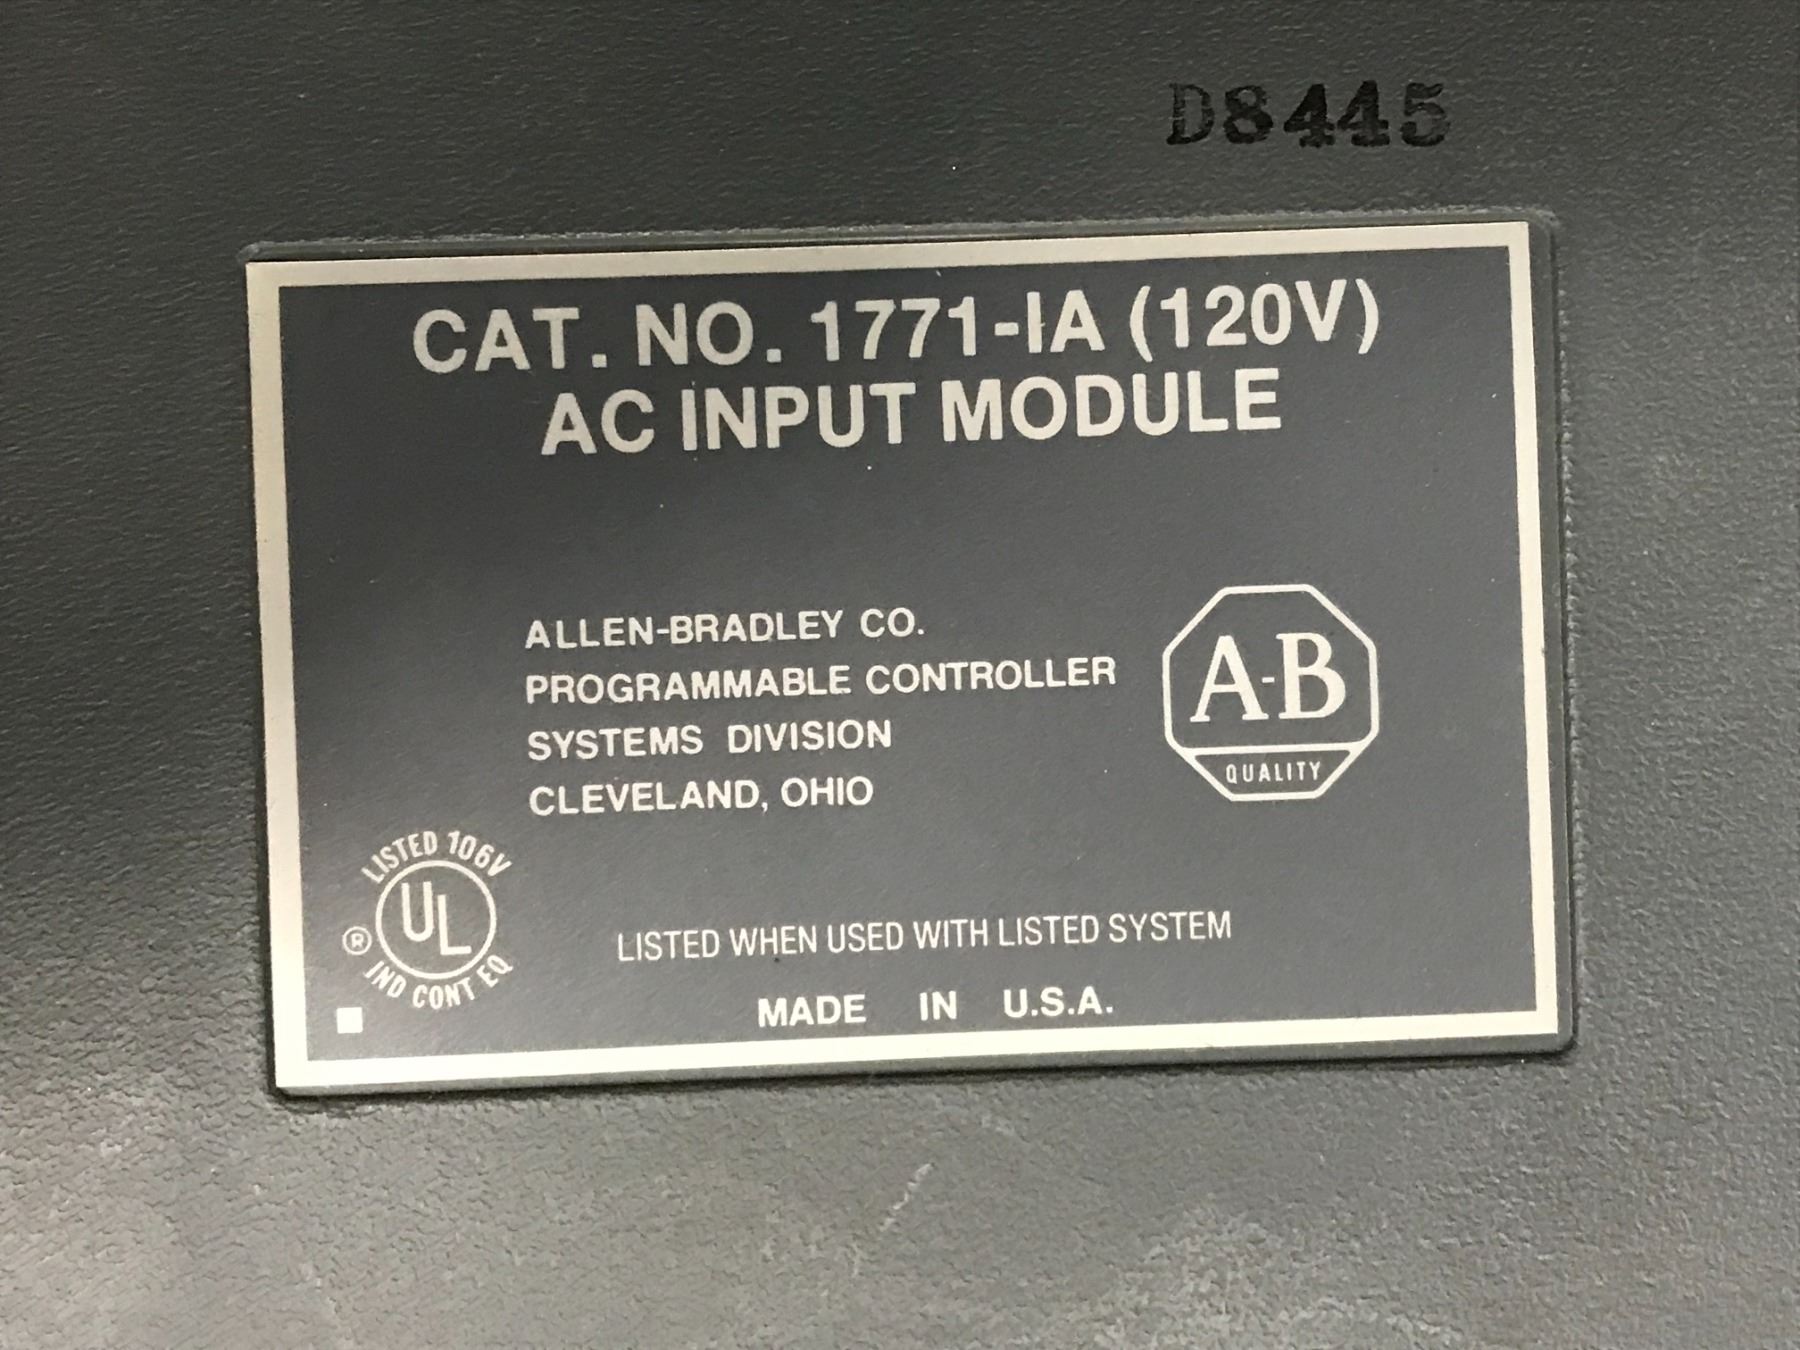 D8445
CAT. NO. 1771-IA (120V)
AC INPUT MODULE
ALLEN-BRADLEY CO.
PROGRAMMABLE CONTROLLER
SYSTEMS DIVISION
CLEVELAND, OHIO
A-B
QUALITY
LISTED 106V
UL
®
IND CONT EQ
LISTED WHEN USED WITH LISTED SYSTEM
MADE IN U.S.A.